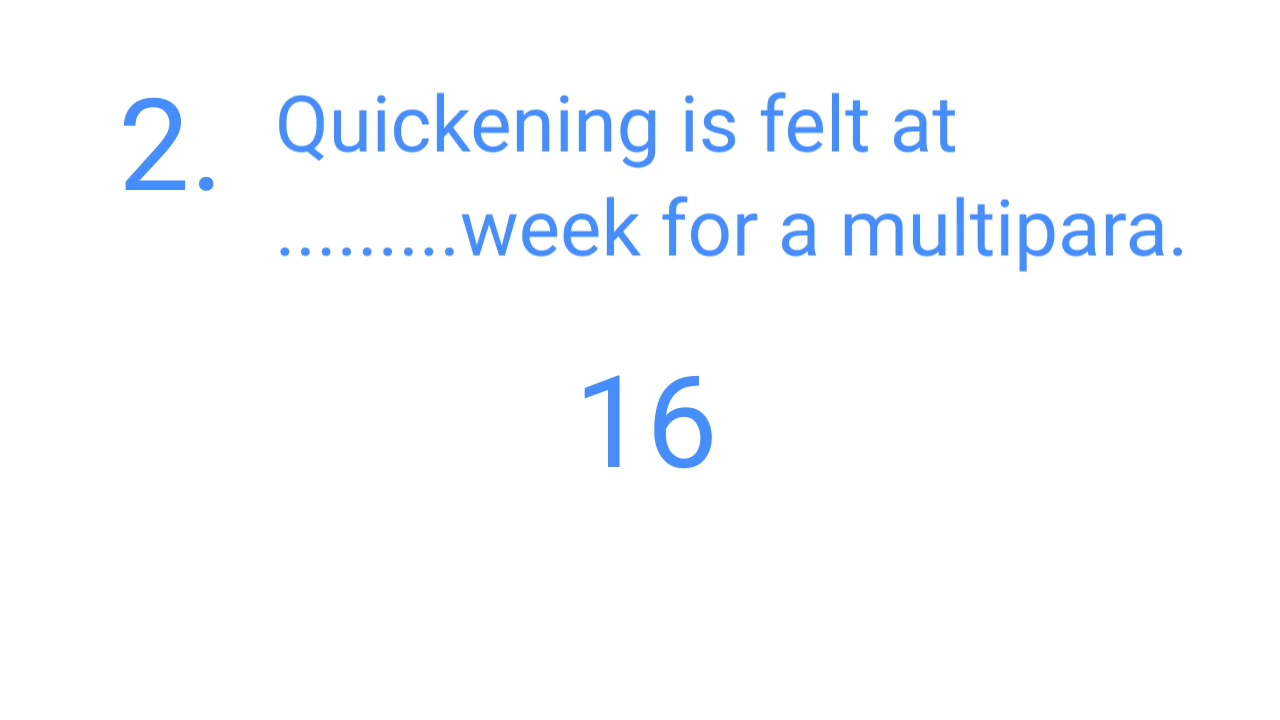 2. Quickening is felt at
.........week for a multipara.
16